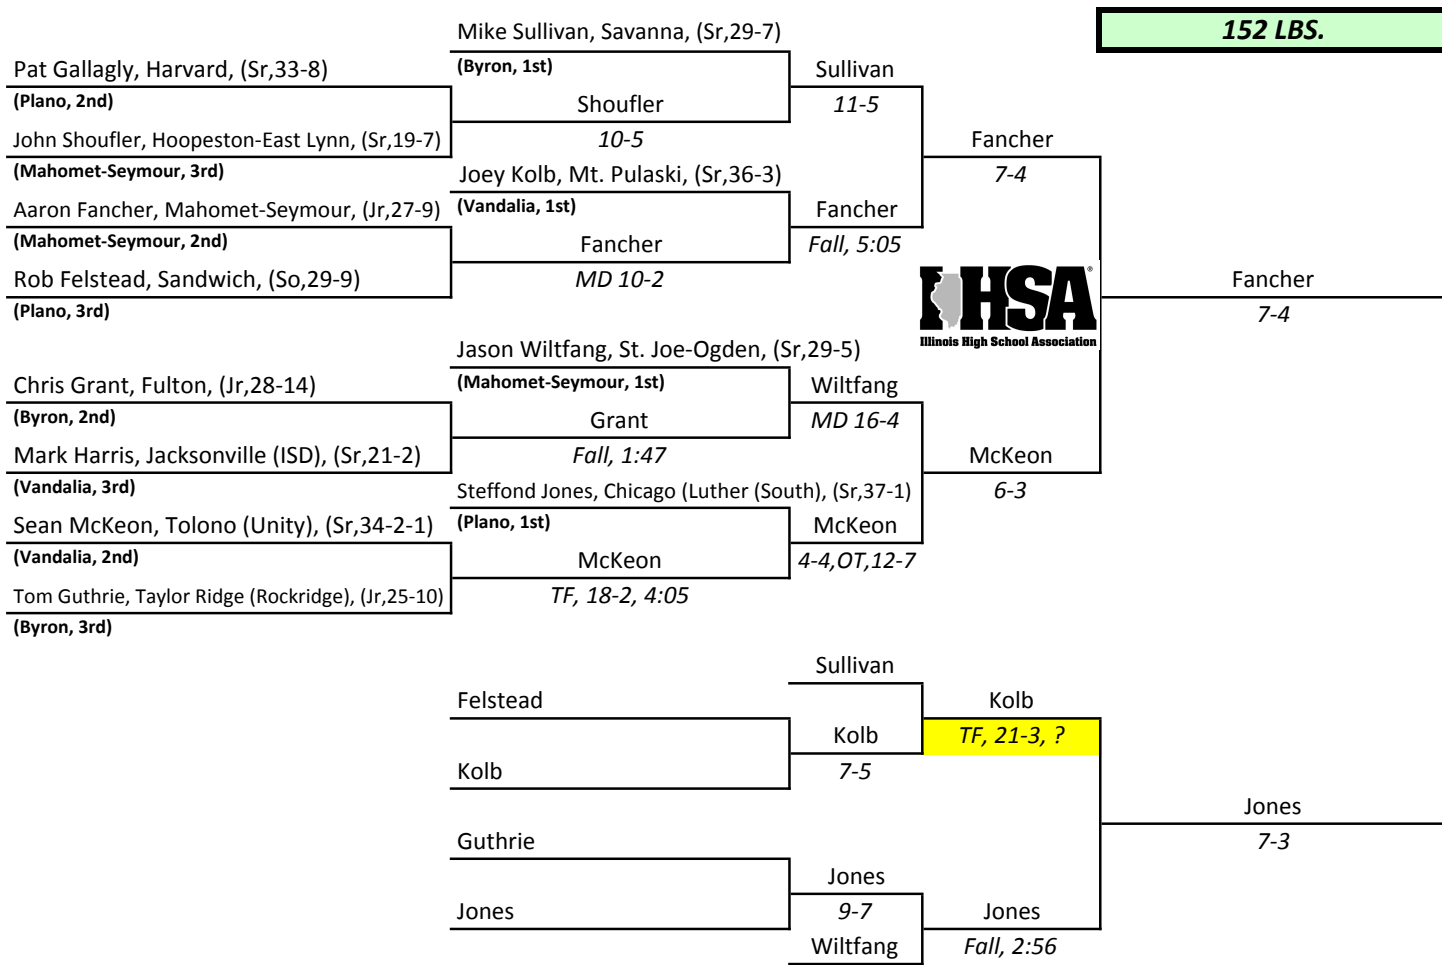 152 LBS.
Mike Sullivan, Savanna, (Sr,29-7)
Pat Gallagly, Harvard, (Sr,33-8)
(Byron, 1st)
Sullivan
(Plano, 2nd)
Shoufler
11-5
John Shoufler, Hoopeston-East Lynn, (Sr,19-7)
10-5
Fancher
(Mahomet-Seymour, 3rd)
Joey Kolb, Mt. Pulaski, (Sr,36-3)
7-4
Aaron Fancher, Mahomet-Seymour, (Jr,27-9)
(Vandalia, 1st)
Fancher
(Mahomet-Seymour, 2nd)
Fancher
Fall, 5:05
Rob Felstead, Sandwich, (So,29-9)
MD 10-2
Fancher
(Plano, 3rd)
7-4
IHSA
Illinois High School Association
Jason Wiltfang, St. Joe-Ogden, (Sr,29-5)
Chris Grant, Fulton, (Jr,28-14)
(Mahomet-Seymour, 1st)
Wiltfang
(Byron, 2nd)
Grant
MD 16-4
Mark Harris, Jacksonville (ISD), (Sr,21-2)
Fall, 1:47
McKeon
(Vandalia, 3rd)
Steffond Jones, Chicago (Luther (South), (Sr,37-1)
6-3
Sean McKeon, Tolono (Unity), (Sr,34-2-1)
(Plano, 1st)
McKeon
(Vandalia, 2nd)
McKeon
4-4,OT,12-7
Tom Guthrie, Taylor Ridge (Rockridge), (Jr,25-10)
TF, 18-2, 4:05
(Byron, 3rd)
Sullivan
Felstead
Kolb
Kolb
TF, 21-3, ?
Kolb
7-5
Jones
Guthrie
7-3
Jones
Jones
9-7
Jones
Wiltfang
Fall, 2:56